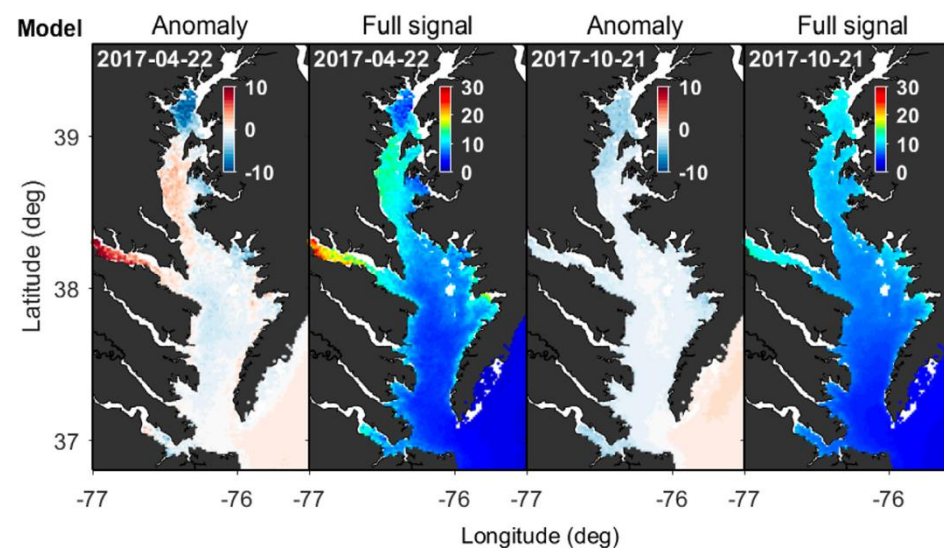 Model Anomaly Full signal Anomaly Full signal
2017-04-22 2017-04-22 2017-10-21 2017-10-21
10 30 10 30
0 20 0 20
-10 10 -10 10
0 0
39
38
37
Latitude (deg)
-77 -76 -77 -76 -77 -76 -77 -76
Longitude (deg)